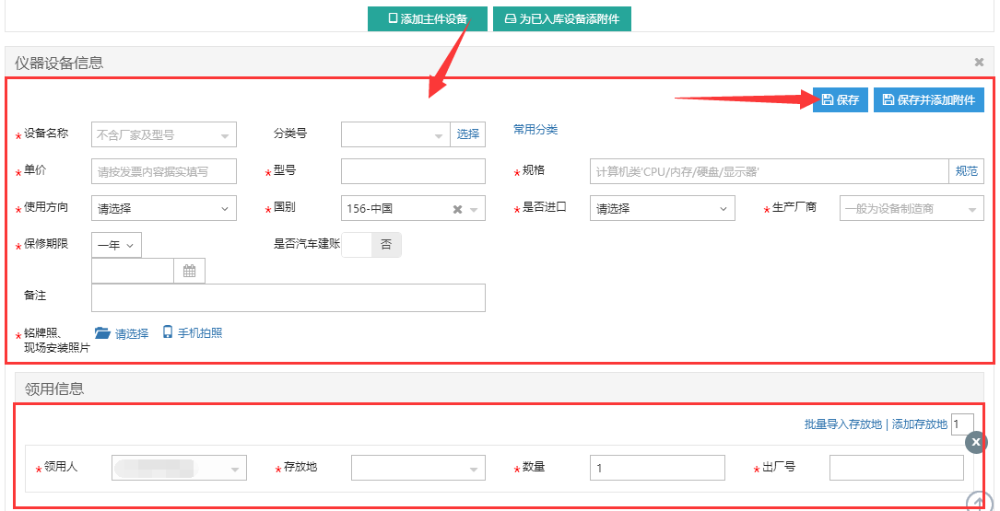 添加主件设备 为已入库设备添附件
仪器设备信息
保存 保存并添加附件
*设备名称 不含厂家及型号 分类号 选择 常用分类
*单价 请按发票内容据实填写 *型号 *规格 计算机类'CPU/内存/硬盘/显示器' 规范
*使用方向 请选择 *国别 156-中国 *是否进口 请选择 *生产厂商 一般为设备制造商
*保修期限 一年 是否汽车建账 否
备注
*铭牌照、 请选择 手机拍照
现场安装照片
领用信息
批量导入存放地 | 添加存放地 1
*领用人 *存放地 *数量 1 *出厂号